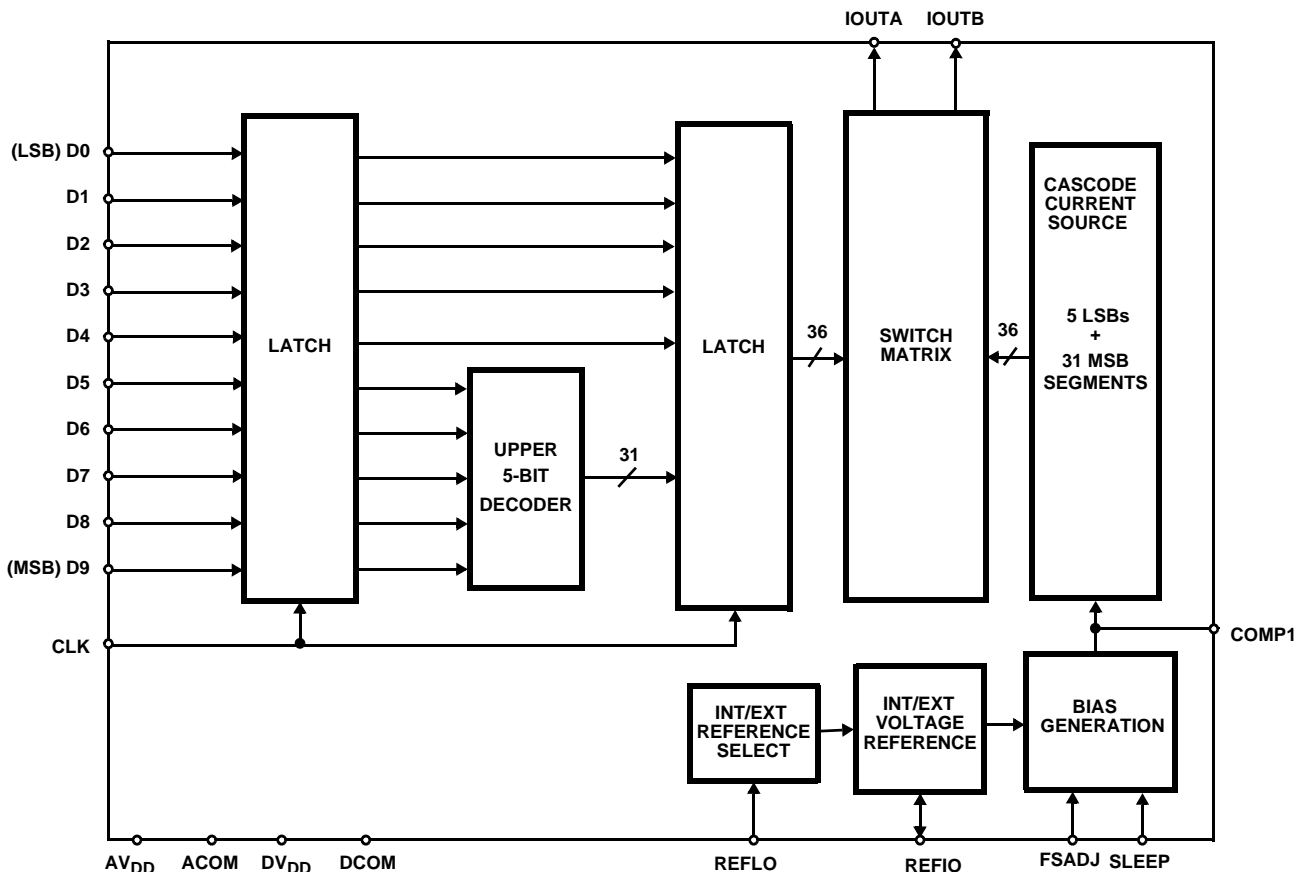 IOUTA IOUTB
(LSB) D0
D1
D2
D3
D4
D5
D6
D7
D8
(MSB) D9
CLK
LATCH
UPPER
5-BIT
DECODER
31
LATCH
36
SWITCH
MATRIX
36
CASCODE
CURRENT
SOURCE
5 LSBs
+
31 MSB
SEGMENTS
COMP1
INT/EXT
REFERENCE
SELECT
INT/EXT
VOLTAGE
REFERENCE
BIAS
GENERATION
AVDD ACOM DVDD DCOM REFLO REFIO FSADJ SLEEP